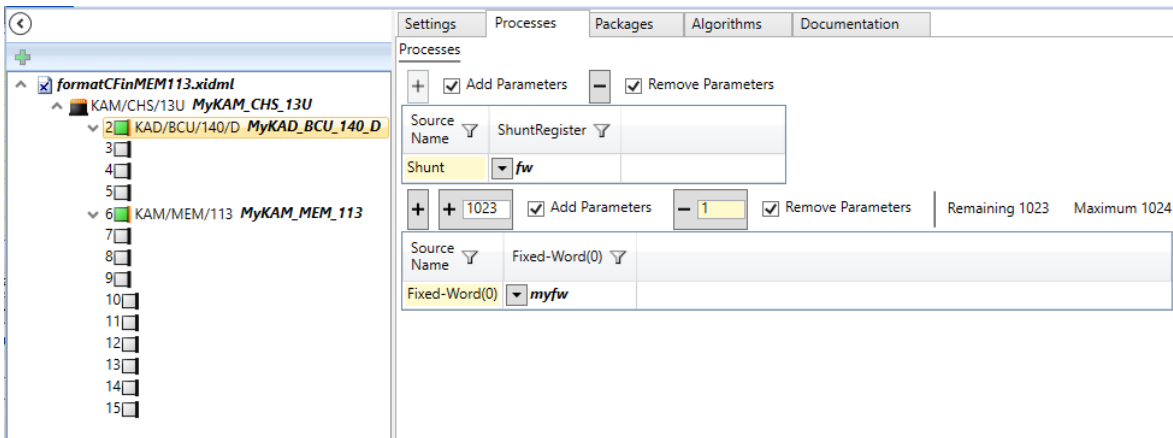 Settings Processes Packages Algorithms Documentation
Processes
formatCFinMEM113.xidml
KAM/CHS/13U MyKAM_CHS_13U
2 KAD/BCU/140/D MyKAD_BCU_140_D
3
4
5
6 KAM/MEM/113 MyKAM_MEM_113
7
8
9
10
11
12
13
14
15
+ Add Parameters − Remove Parameters
Source Name ShuntRegister
Shunt fw
+ + 1023 Add Parameters − 1 Remove Parameters Remaining 1023 Maximum 1024
Source Name Fixed-Word(0)
Fixed-Word(0) myfw